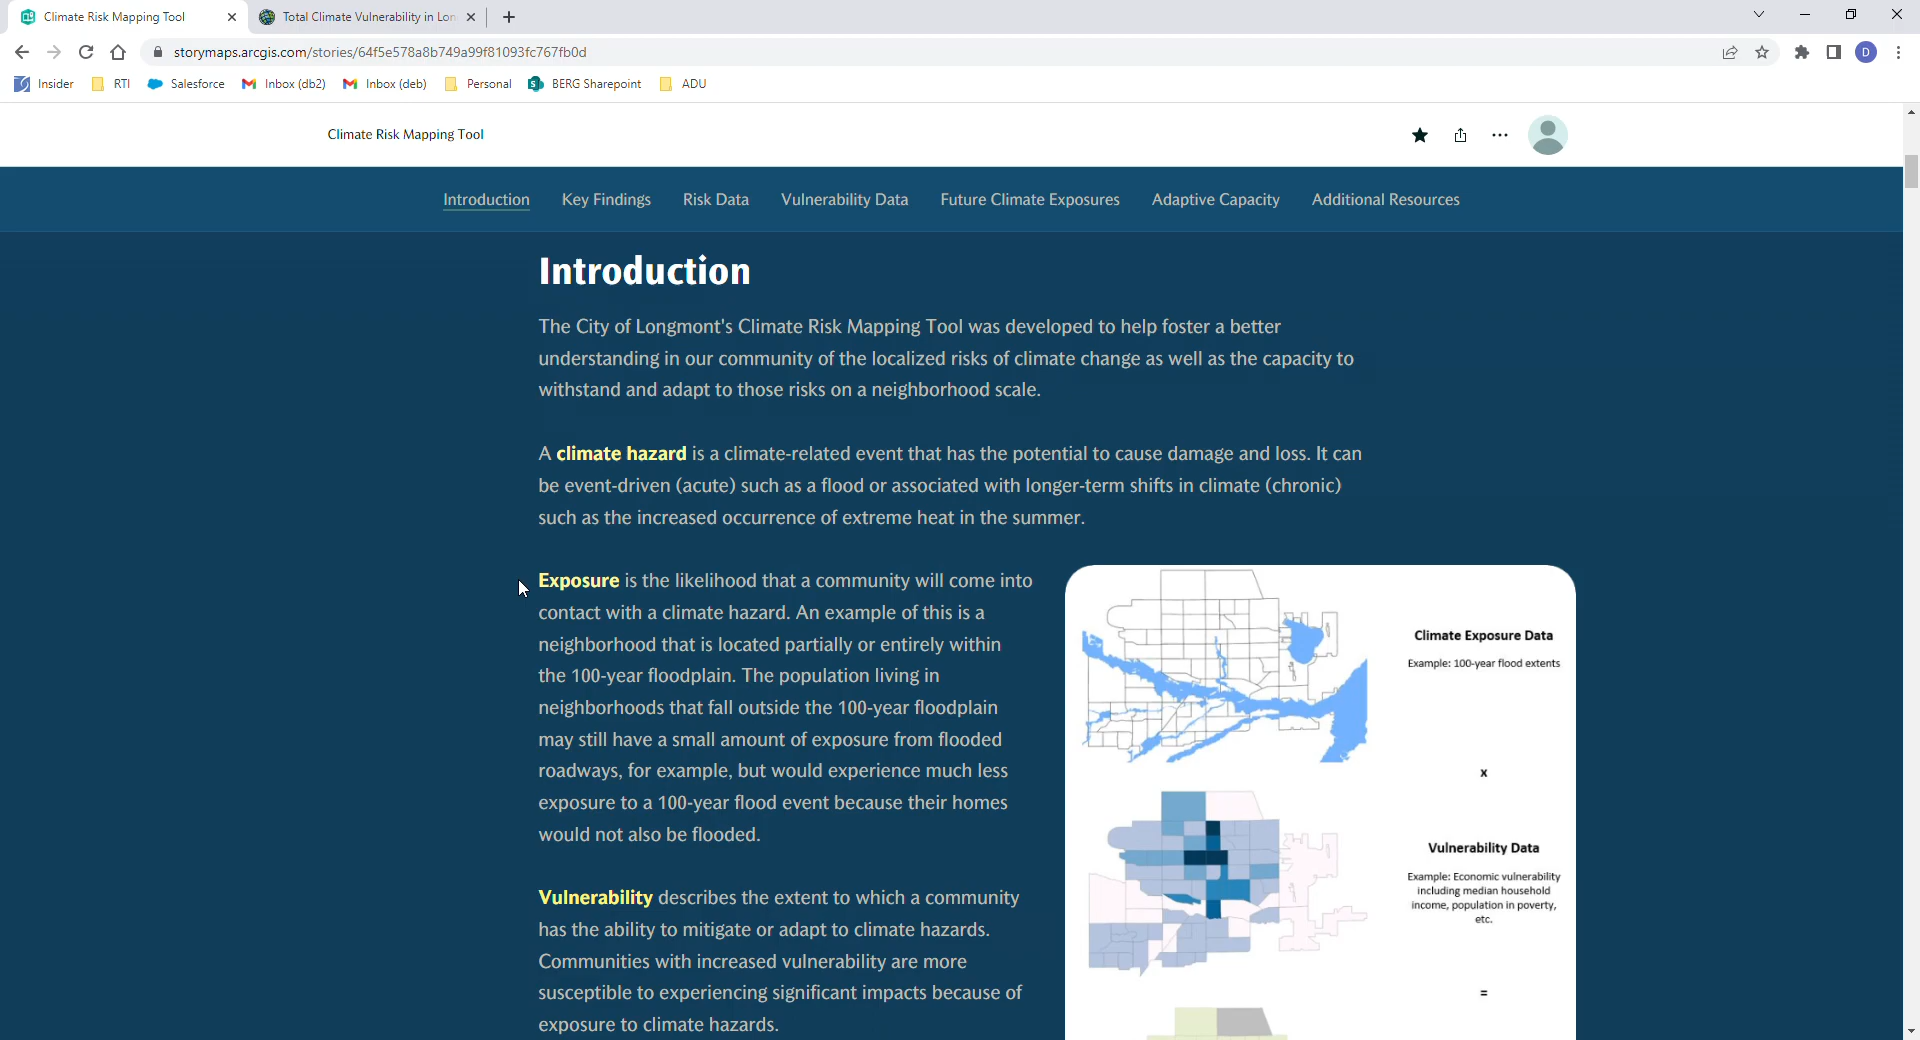 Climate Risk Mapping Tool
Total Climate Vulnerability in Lon
storymaps.arcgis.com/stories/64f5e578a8b749a99f81093fc767fb0d
D
Insider RTI Salesforce Inbox (db2) Inbox (deb) Personal BERG Sharepoint ADU
Climate Risk Mapping Tool
Introduction Key Findings Risk Data Vulnerability Data Future Climate Exposures Adaptive Capacity Additional Resources
Introduction
The City of Longmont's Climate Risk Mapping Tool was developed to help foster a better
understanding in our community of the localized risks of climate change as well as the capacity to
withstand and adapt to those risks on a neighborhood scale.
A climate hazard is a climate-related event that has the potential to cause damage and loss. It can
be event-driven (acute) such as a flood or associated with longer-term shifts in climate (chronic)
such as the increased occurrence of extreme heat in the summer.
Exposure is the likelihood that a community will come into
contact with a climate hazard. An example of this is a
neighborhood that is located partially or entirely within
the 100-year floodplain. The population living in
neighborhoods that fall outside the 100-year floodplain
may still have a small amount of exposure from flooded
roadways, for example, but would experience much less
exposure to a 100-year flood event because their homes
would not also be flooded.
Vulnerability describes the extent to which a community
has the ability to mitigate or adapt to climate hazards.
Communities with increased vulnerability are more
susceptible to experiencing significant impacts because of
exposure to climate hazards.
Climate Exposure Data
Example: 100-year flood extents
x
Vulnerability Data
Example: Economic vulnerability
including median household
income, population in poverty,
etc.
=